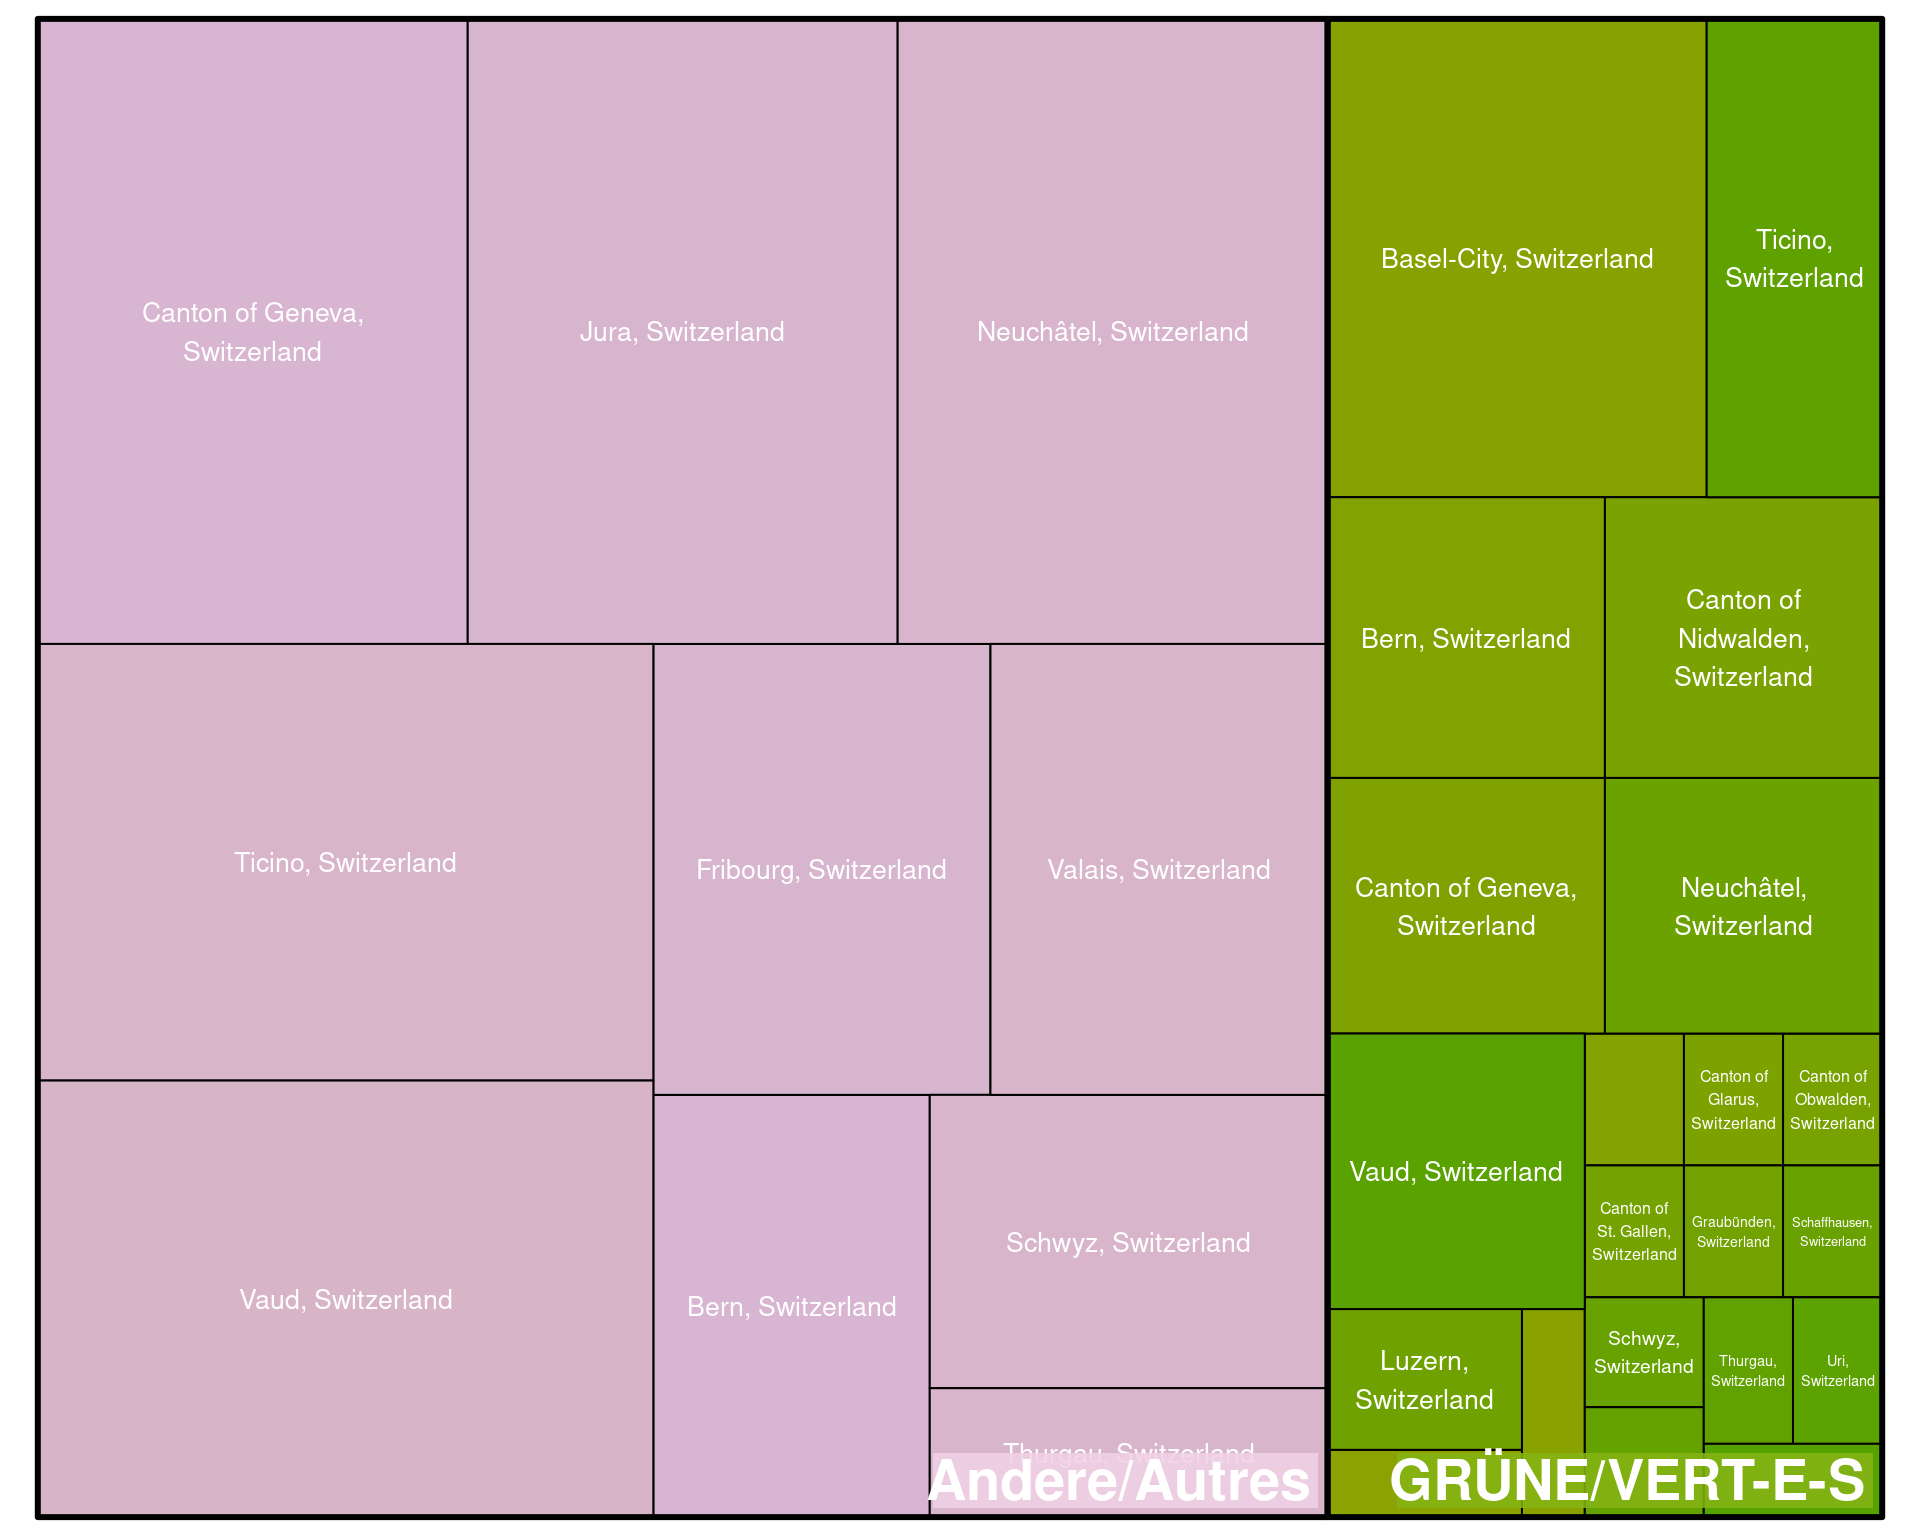 Canton of Geneva,
Switzerland
Jura, Switzerland
Neuchâtel, Switzerland
Ticino, Switzerland
Fribourg, Switzerland
Valais, Switzerland
Vaud, Switzerland
Bern, Switzerland
Schwyz, Switzerland
Thurgau, Switzerland
Andere/Autres
Basel-City, Switzerland
Ticino,
Switzerland
Bern, Switzerland
Canton of
Nidwalden,
Switzerland
Canton of Geneva,
Switzerland
Neuchâtel,
Switzerland
Vaud, Switzerland
Canton of
Glarus,
Switzerland
Canton of
Obwalden,
Switzerland
Canton of
St. Gallen,
Switzerland
Graubünden,
Switzerland
Schaffhausen,
Switzerland
Luzern,
Switzerland
Schwyz,
Switzerland
Thurgau,
Switzerland
Uri,
Switzerland
GRÜNE/VERT-E-S